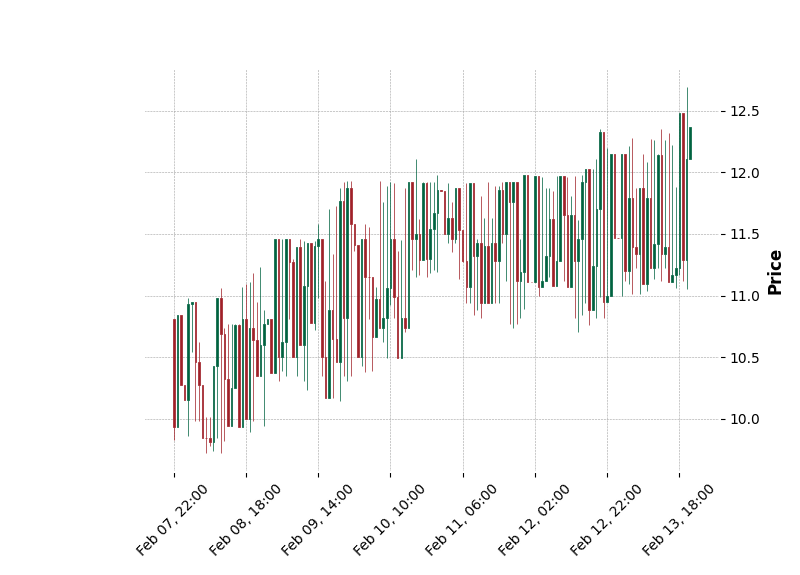 12.5
12.0
11.5
11.0
10.5
10.0
Price
Feb 07, 22:00
Feb 08, 18:00
Feb 09, 14:00
Feb 10, 10:00
Feb 11, 06:00
Feb 12, 02:00
Feb 12, 22:00
Feb 13, 18:00